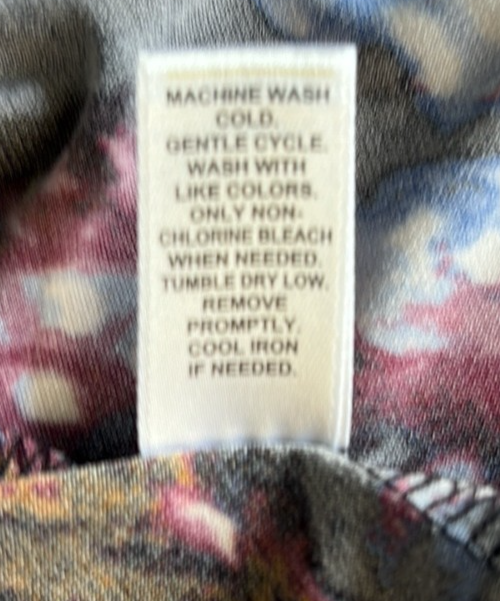 MACHINE WASH
COLD,
GENTLE CYCLE,
WASH WITH
LIKE COLORS,
ONLY NON-
CHLORINE BLEACH
WHEN NEEDED.
TUMBLE DRY LOW,
REMOVE
PROMPTLY.
COOL IRON
IF NEEDED.